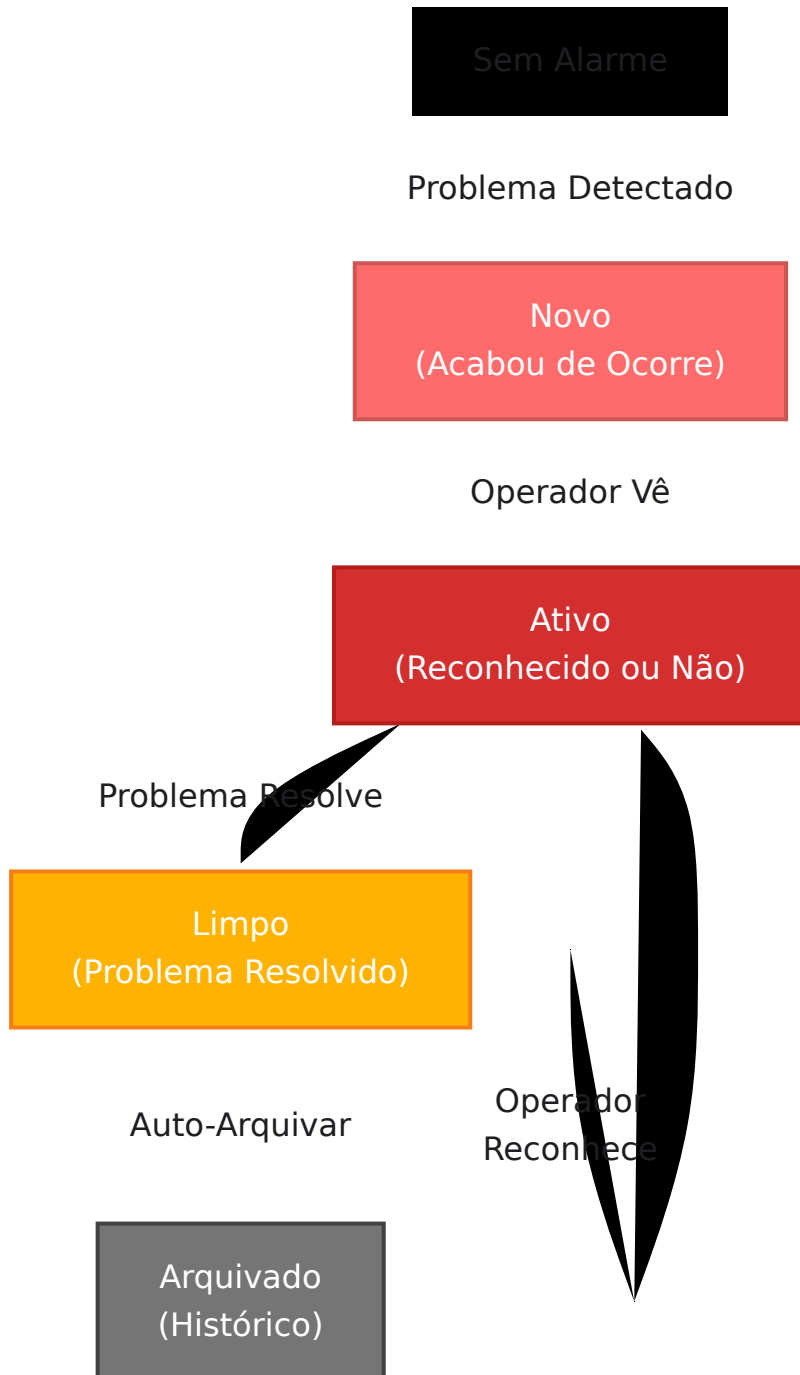 Sem Alarme
Problema Detectado
Novo
(Acabou de Ocorre)
Operador Vê
Ativo
(Reconhecido ou Não)
Problema Resolve
Limpo
(Problema Resolvido)
Operador
Reconhece
Auto-Arquivar
Arquivado
(Histórico)